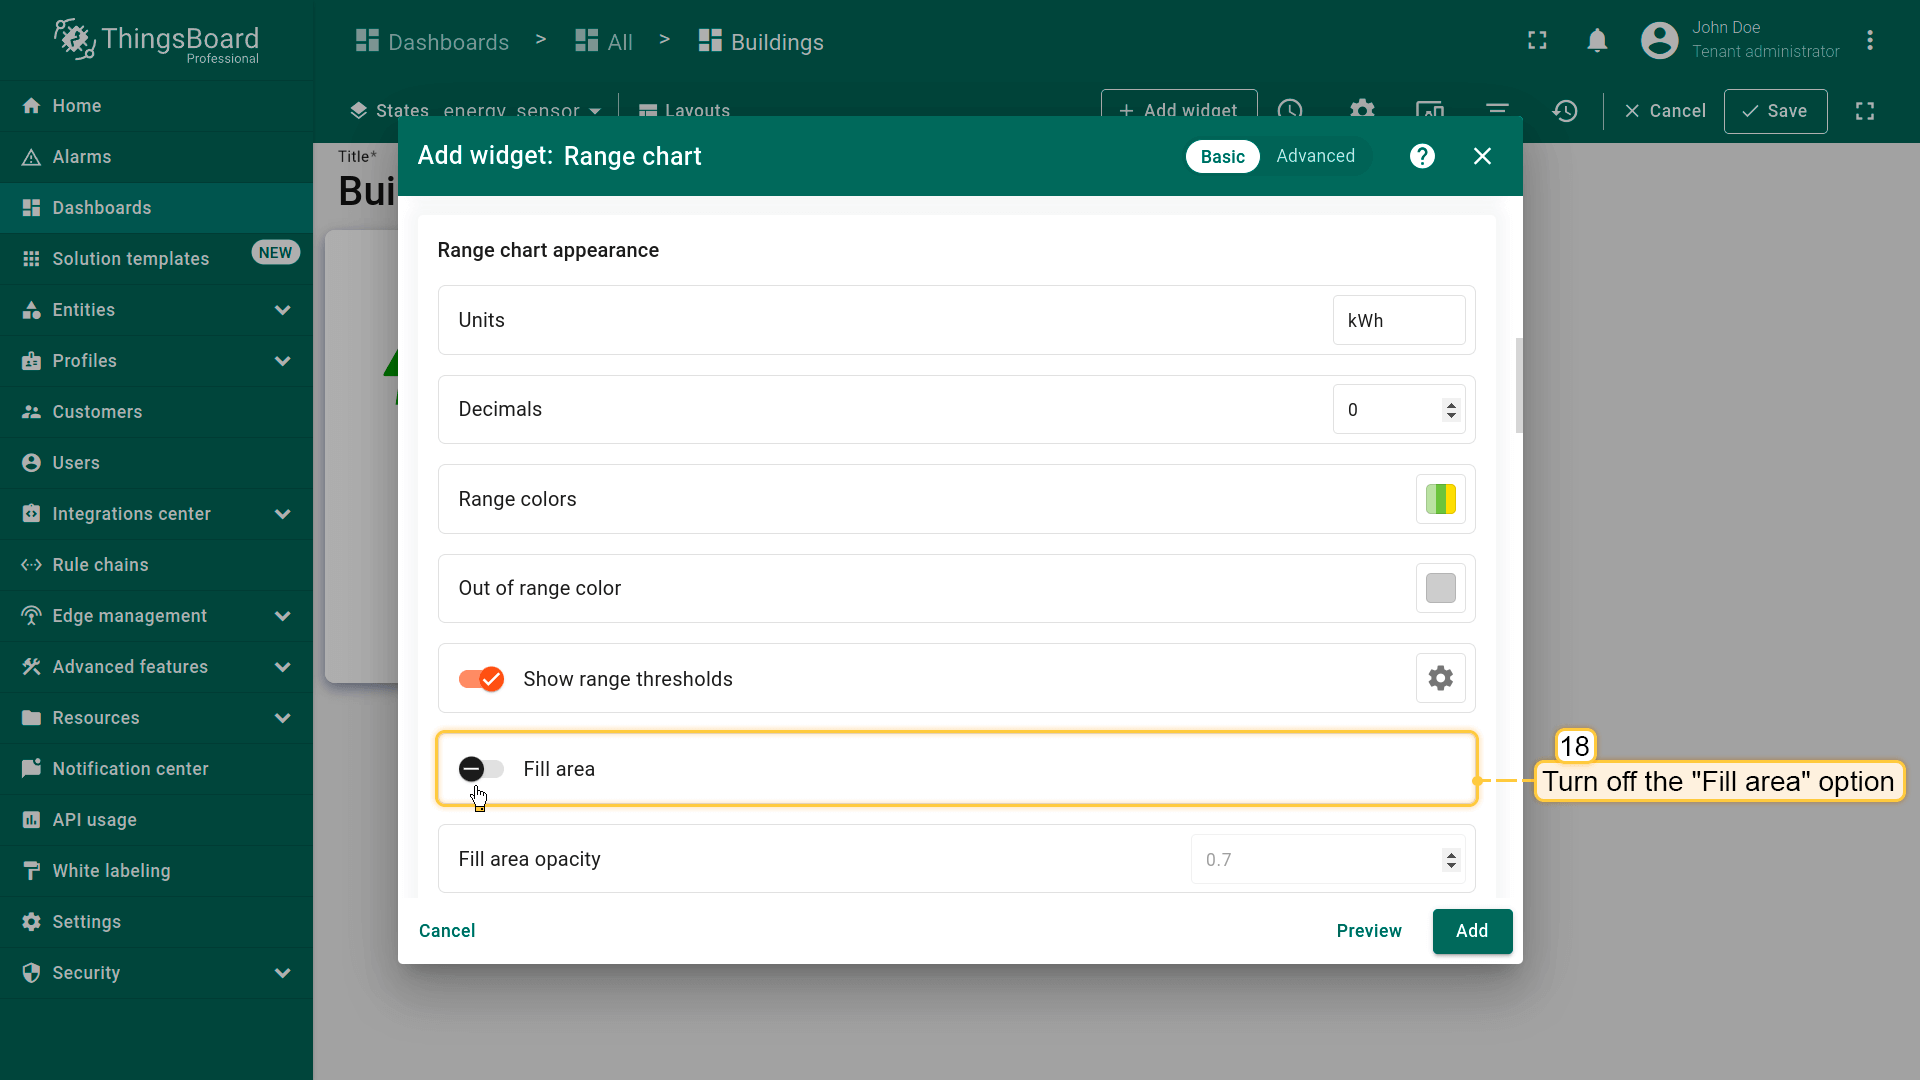 ThingsBoard
Professional
Dashboards > All > Buildings
John Doe
Tenant administrator
Home
Alarms
Dashboards
Solution templates NEW
Entities
Profiles
Customers
Users
Integrations center
Rule chains
Edge management
Advanced features
Resources
Notification center
API usage
White labeling
Settings
Security
States energy_sensor Layouts
Add widget
Cancel
Save
Title*
Bui
Add widget: Range chart
Basic Advanced
Range chart appearance
Units kWh
Decimals 0
Range colors
Out of range color
Show range thresholds
Fill area
Fill area opacity 0.7
Cancel Preview Add
18
Turn off the "Fill area" option